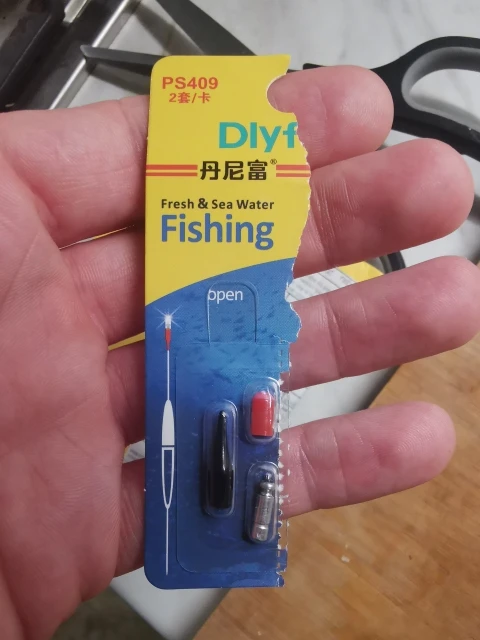 PS409
2套/卡
Dlyf
丹尼富®
Fresh & Sea Water
Fishing
open